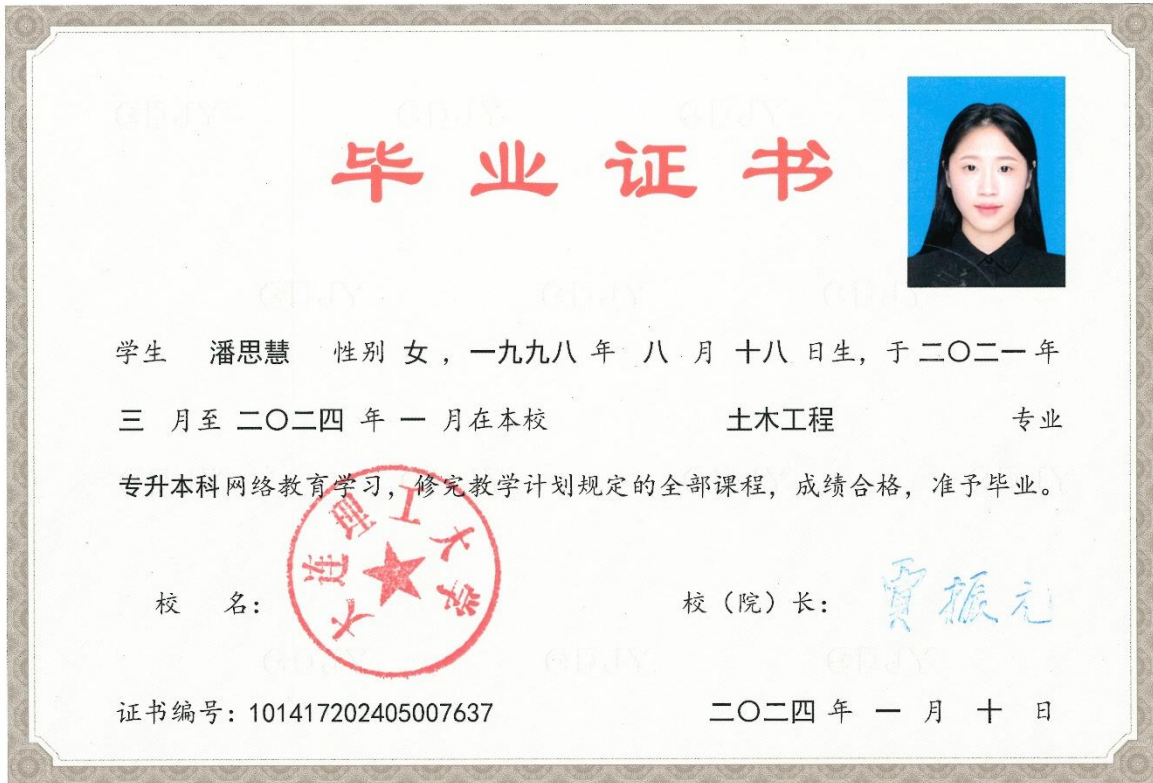 毕业证书
学生 潘思慧 性别 女 ，一九九八 年 八 月 十八 日生，于 二〇二一 年
三 月至 二〇二四 年 一 月在本校 土木工程 专业
专升本科网络教育学习，修完教学计划规定的全部课程，成绩合格，准予毕业。
大连理工大学
校 名： 校（院）长： 贾振元
证书编号：101417202405007637 二〇二四 年 一 月 十 日